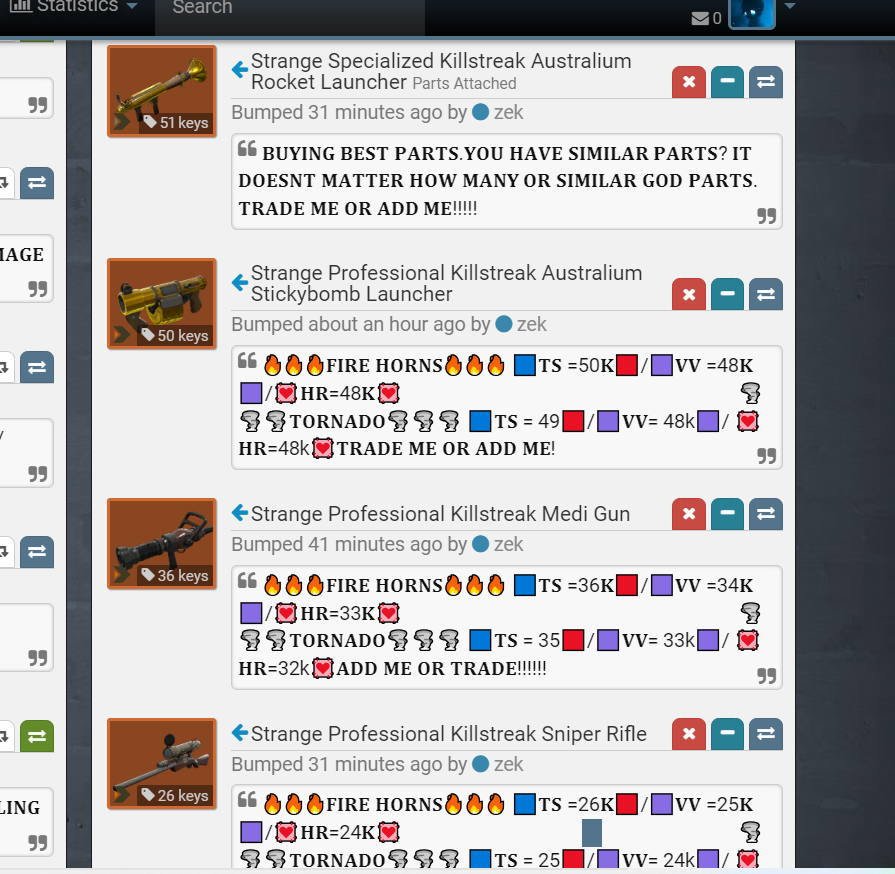 Statistics
Search
0
Strange Specialized Killstreak Australium
Rocket Launcher Parts Attached
51 keys
Bumped 31 minutes ago by zek
❝ BUYING BEST PARTS.YOU HAVE SIMILAR PARTS? IT
DOESNT MATTER HOW MANY OR SIMILAR GOD PARTS.
TRADE ME OR ADD ME!!!!! ❞
Strange Professional Killstreak Australium
Stickybomb Launcher
50 keys
Bumped about an hour ago by zek
❝ 🔥🔥🔥FIRE HORNS🔥🔥🔥 🟦TS =50K🟥/🟪VV =48K
🟪/💟HR=48K💟 🌪
🌪🌪TORNADO🌪🌪🌪 🟦TS = 49🟥/🟪VV= 48k🟪/ 💟
HR=48k💟TRADE ME OR ADD ME! ❞
Strange Professional Killstreak Medi Gun
36 keys
Bumped 41 minutes ago by zek
❝ 🔥🔥🔥FIRE HORNS🔥🔥🔥 🟦TS =36K🟥/🟪VV =34K
🟪/💟HR=33K💟 🌪
🌪🌪TORNADO🌪🌪🌪 🟦TS = 35🟥/🟪VV= 33k🟪/ 💟
HR=32k💟ADD ME OR TRADE!!!!!! ❞
Strange Professional Killstreak Sniper Rifle
26 keys
Bumped 31 minutes ago by zek
❝ 🔥🔥🔥FIRE HORNS🔥🔥🔥 🟦TS =26K🟥/🟪VV =25K
🟪/💟HR=24K💟 🌪
🌪🌪TORNADO🌪🌪🌪 🟦TS = 25🟥/🟪VV= 24k🟪/ 💟